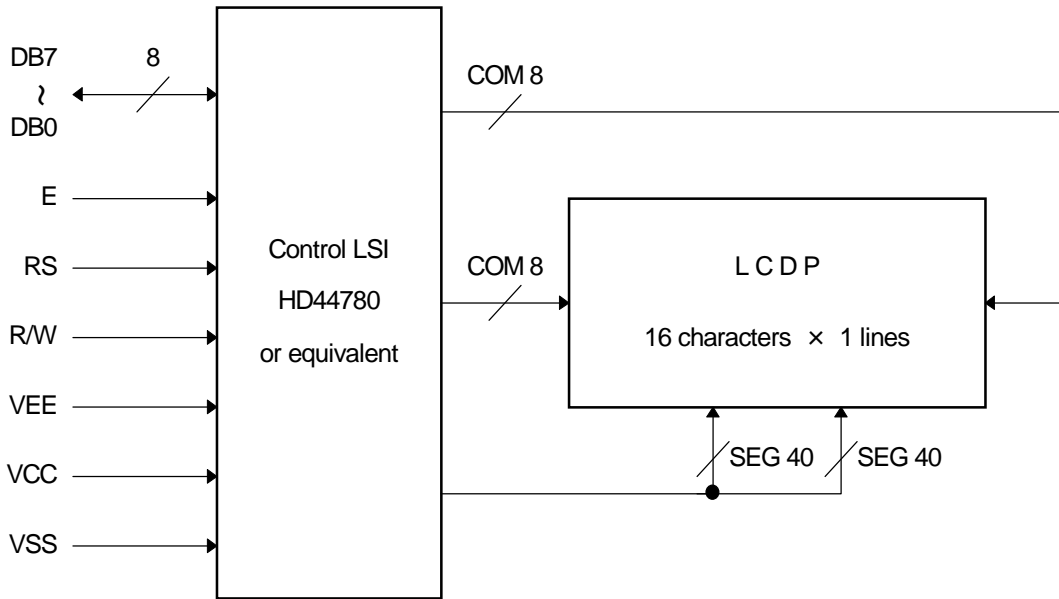 DB7
~
DB0
8
E
RS
R/W
VEE
VCC
VSS
Control LSI
HD44780
or equivalent
COM 8
COM 8
L C D P
16 characters × 1 lines
SEG 40
SEG 40